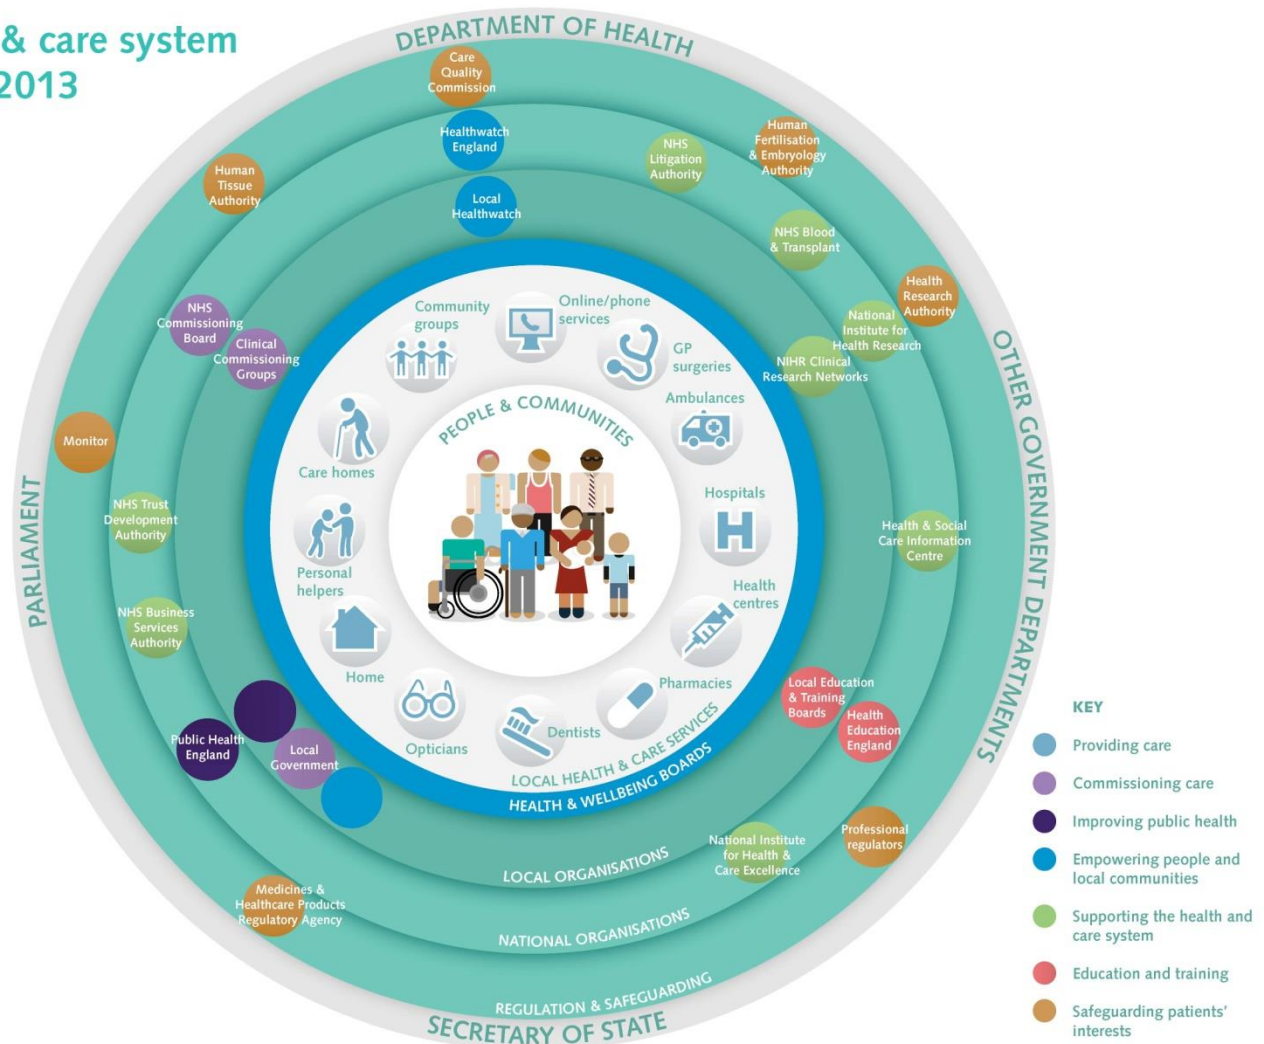 & care system
2013
DEPARTMENT OF HEALTH
Care
Quality
Commission
Healthwatch
England
Local
Healthwatch
NHS
Litigation
Authority
Human
Fertilisation
& Embryology
Authority
Human
Tissue
Authority
NHS Blood
& Transplant
Health
Research
Authority
National
Institute for
Health Research
NIHR Clinical
Research Networks
NHS
Commissioning
Board
Clinical
Commissioning
Groups
Monitor
NHS Trust
Development
Authority
NHS Business
Services
Authority
PARLIAMENT
OTHER GOVERNMENT DEPARTMENTS
Community
groups
Online/phone
services
GP
surgeries
Ambulances
Hospitals
Health
centres
Pharmacies
Dentists
Opticians
Home
Personal
helpers
Care homes
PEOPLE & COMMUNITIES
LOCAL HEALTH & CARE SERVICES
HEALTH & WELLBEING BOARDS
Health & Social
Care Information
Centre
Local Education
& Training
Boards
Health
Education
England
Public Health
England
Local
Government
National Institute
for Health &
Care Excellence
Professional
regulators
Medicines &
Healthcare Products
Regulatory Agency
LOCAL ORGANISATIONS
NATIONAL ORGANISATIONS
REGULATION & SAFEGUARDING
SECRETARY OF STATE
KEY
Providing care
Commissioning care
Improving public health
Empowering people and
local communities
Supporting the health and
care system
Education and training
Safeguarding patients'
interests